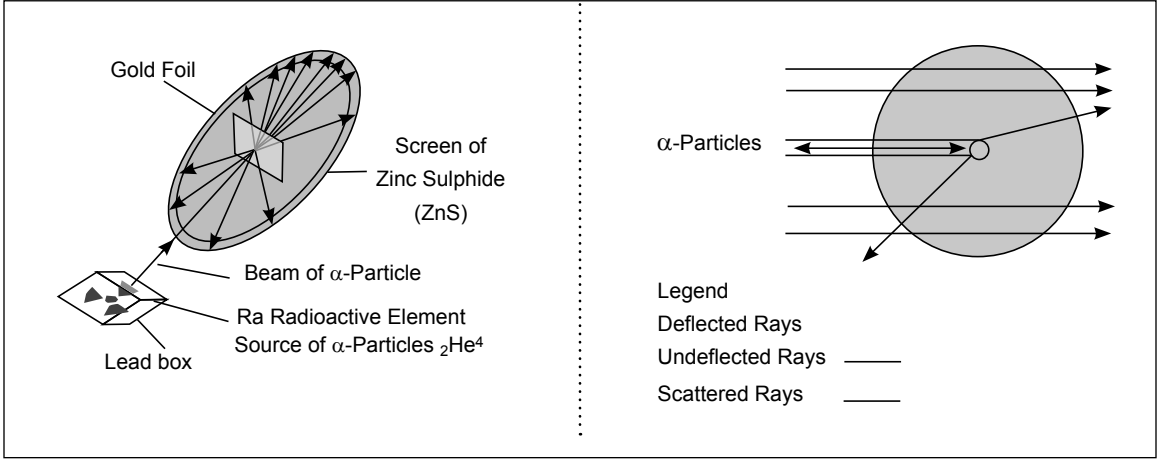 Gold Foil
Screen of
Zinc Sulphide
(ZnS)
Beam of α-Particle
Ra Radioactive Element
Source of α-Particles ₂He⁴
Lead box
α-Particles
Legend
Deflected Rays
Undeflected Rays
Scattered Rays